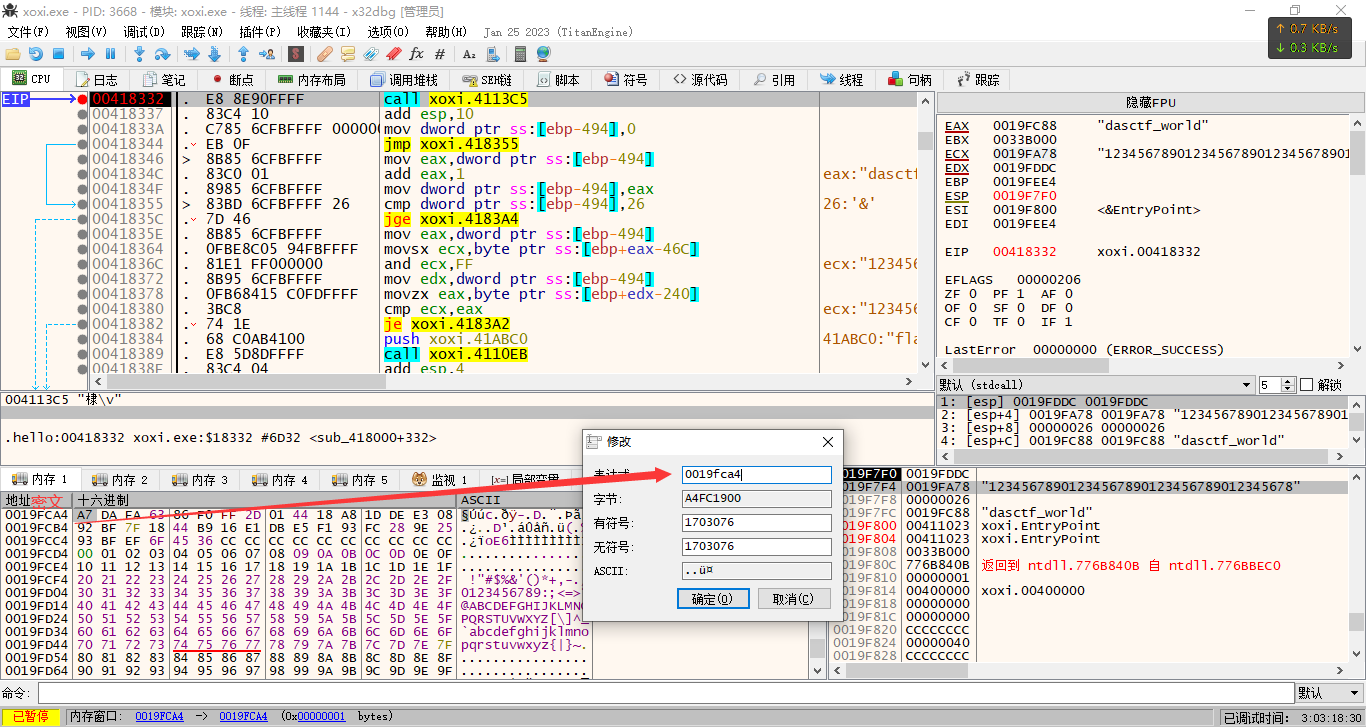 xoxi.exe - PID: 3668 - 模块: xoxi.exe - 线程: 主线程 1144 - x32dbg [管理员]
↑ 0.7 KB/s
↓ 0.3 KB/s
文件(F) 视图(V) 调试(D) 跟踪(N) 插件(P) 收藏夹(I) 选项(O) 帮助(H) Jan 25 2023 (TitanEngine)
CPU 日志 笔记 断点 内存布局 调用堆栈 SEH链 脚本 符号 源代码 引用 线程 句柄 跟踪
EIP 00418332 . E8 8E90FFFF call xoxi.4113C5
00418337 . 83C4 10 add esp,10
0041833A . C785 6CFBFFFF 00000 mov dword ptr ss:[ebp-494],0
00418344 . EB 0F jmp xoxi.418355
00418346 > 8B85 6CFBFFFF mov eax,dword ptr ss:[ebp-494]
0041834C . 83C0 01 add eax,1 eax:"dasctf
0041834F . 8985 6CFBFFFF mov dword ptr ss:[ebp-494],eax
00418355 > 83BD 6CFBFFFF 26 cmp dword ptr ss:[ebp-494],26 26:'&'
0041835C . 7D 46 jge xoxi.4183A4
0041835E . 8B85 6CFBFFFF mov eax,dword ptr ss:[ebp-494]
00418364 . 0FBE8C05 94FBFFFF movsx ecx,byte ptr ss:[ebp+eax-46C]
0041836C . 81E1 FF000000 and ecx,FF ecx:"123456
00418372 . 8B95 6CFBFFFF mov edx,dword ptr ss:[ebp-494]
00418378 . 0FB68415 C0FDFFFF movzx eax,byte ptr ss:[ebp+edx-240]
00418380 . 3BC8 cmp ecx,eax ecx:"123456
00418382 . 74 1E je xoxi.4183A2
00418384 . 68 C0AB4100 push xoxi.41ABC0 41ABC0:"fla
00418389 . E8 5D8DFFFF call xoxi.4110EB
0041838E . 83C4 04 add esp,4
隐藏FPU
EAX 0019FC88 "dasctf_world"
EBX 0033B000
ECX 0019FA78 "1234567890123456789012345678901
EDX 0019FDDC
EBP 0019FEE4
ESP 0019F7F0
ESI 0019F800 <&EntryPoint>
EDI 0019FEE4
EIP 00418332 xoxi.00418332
EFLAGS 00000206
ZF 0 PF 1 AF 0
OF 0 SF 0 DF 0
CF 0 TF 0 IF 1
LastError 00000000 (ERROR_SUCCESS)
默认 (stdcall) 5 解锁
1: [esp] 0019FDDC 0019FDDC
2: [esp+4] 0019FA78 0019FA78 "123456789012345678901
3: [esp+8] 00000026 00000026
4: [esp+C] 0019FC88 0019FC88 "dasctf_world"
004113C5 "棣\v"
.hello:00418332 xoxi.exe:$18332 #6D32 <sub_418000+332>
内存 1 内存 2 内存 3 内存 4 内存 5 监视 1 局部变量
地址 密文 十六进制 ASCII
0019FCA4 A7 DA FA 63 86 F0 FF 2D 01 44 18 A8 1D DE E3 08
0019FCB4 92 BF 7F 18 44 B9 16 E1 DB E5 F1 93 FC 28 9E 25
0019FCC4 93 BF EF 6F 45 36 CC CC CC CC CC CC CC CC CC CC
0019FCD4 00 01 02 03 04 05 06 07 08 09 0A 0B 0C 0D 0E 0F
0019FCE4 10 11 12 13 14 15 16 17 18 19 1A 1B 1C 1D 1E 1F
0019FCF4 20 21 22 23 24 25 26 27 28 29 2A 2B 2C 2D 2E 2F !"#$%&'()*+,-.
0019FD04 30 31 32 33 34 35 36 37 38 39 3A 3B 3C 3D 3E 3F 0123456789:;<=>
0019FD14 40 41 42 43 44 45 46 47 48 49 4A 4B 4C 4D 4E 4F @ABCDEFGHIJKLMNO
0019FD24 50 51 52 53 54 55 56 57 58 59 5A 5B 5C 5D 5E 5F PQRSTUVWXYZ[\]^_
0019FD34 60 61 62 63 64 65 66 67 68 69 6A 6B 6C 6D 6E 6F `abcdefghijklmno
0019FD44 70 71 72 73 74 75 76 77 78 79 7A 7B 7C 7D 7E 7F pqrstuvwxyz{|}~.
0019FD54 80 81 82 83 84 85 86 87 88 89 8A 8B 8C 8D 8E 8F ................
0019FD64 90 91 92 93 94 95 96 97 98 99 9A 9B 9C 9D 9E 9F ................
修改
表达式: 0019fca4
字节: A4FC1900
有符号: 1703076
无符号: 1703076
ASCII: ..ü¤
确定(O) 取消(C)
0019F7F0 0019FDDC
0019F7F4 0019FA78 "12345678901234567890123456789012345678"
0019F7F8 00000026
0019F7FC 0019FC88 "dasctf_world"
0019F800 00411023 xoxi.EntryPoint
0019F804 00411023 xoxi.EntryPoint
0019F808 0033B000
0019F80C 776B840B 返回到 ntdll.776B840B 自 ntdll.776BBEC0
0019F810 00000001
0019F814 00400000 xoxi.00400000
0019F818 00000000
0019F81C 00000000
0019F820 CCCCCCCC
0019F824 00000040
0019F828 CCCCCCCC
命令: 默认
已暂停 内存窗口: 0019FCA4 -> 0019FCA4 (0x00000001 bytes) 已调试时间: 3:03:18:30